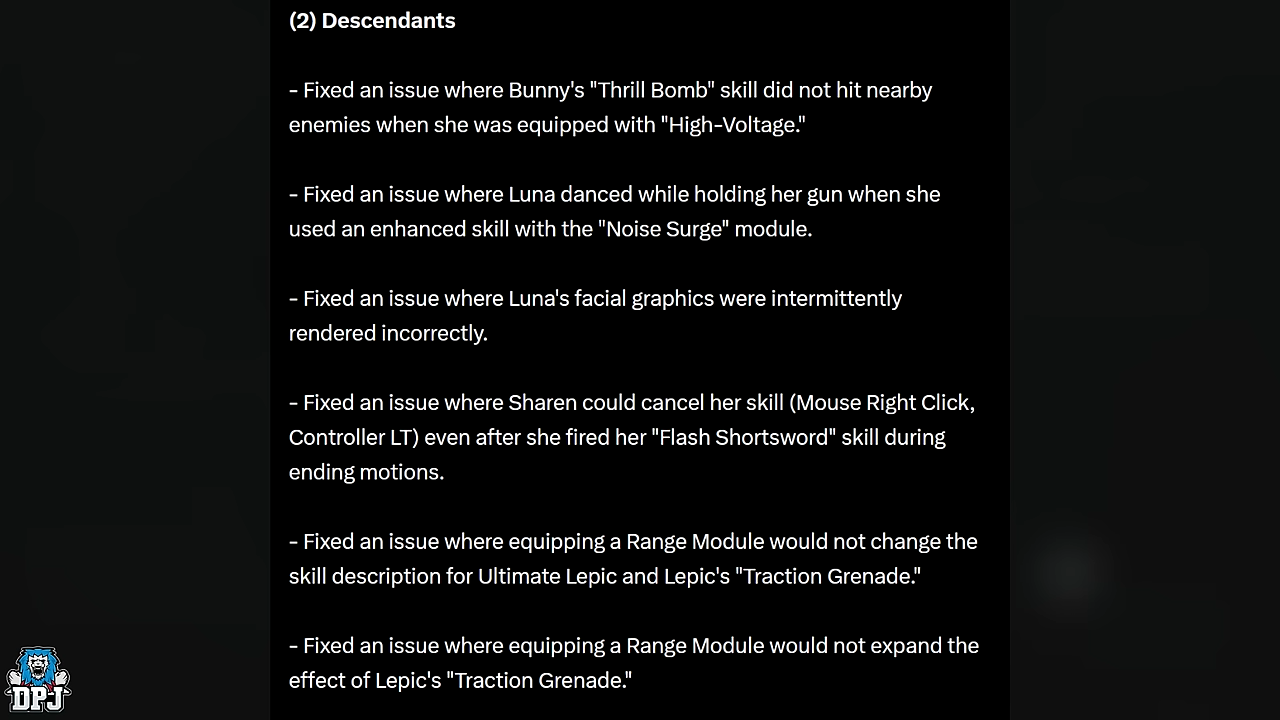 (2) Descendants
- Fixed an issue where Bunny's "Thrill Bomb" skill did not hit nearby
enemies when she was equipped with "High-Voltage."
- Fixed an issue where Luna danced while holding her gun when she
used an enhanced skill with the "Noise Surge" module.
- Fixed an issue where Luna's facial graphics were intermittently
rendered incorrectly.
- Fixed an issue where Sharen could cancel her skill (Mouse Right Click,
Controller LT) even after she fired her "Flash Shortsword" skill during
ending motions.
- Fixed an issue where equipping a Range Module would not change the
skill description for Ultimate Lepic and Lepic's "Traction Grenade."
- Fixed an issue where equipping a Range Module would not expand the
effect of Lepic's "Traction Grenade."
DPJ